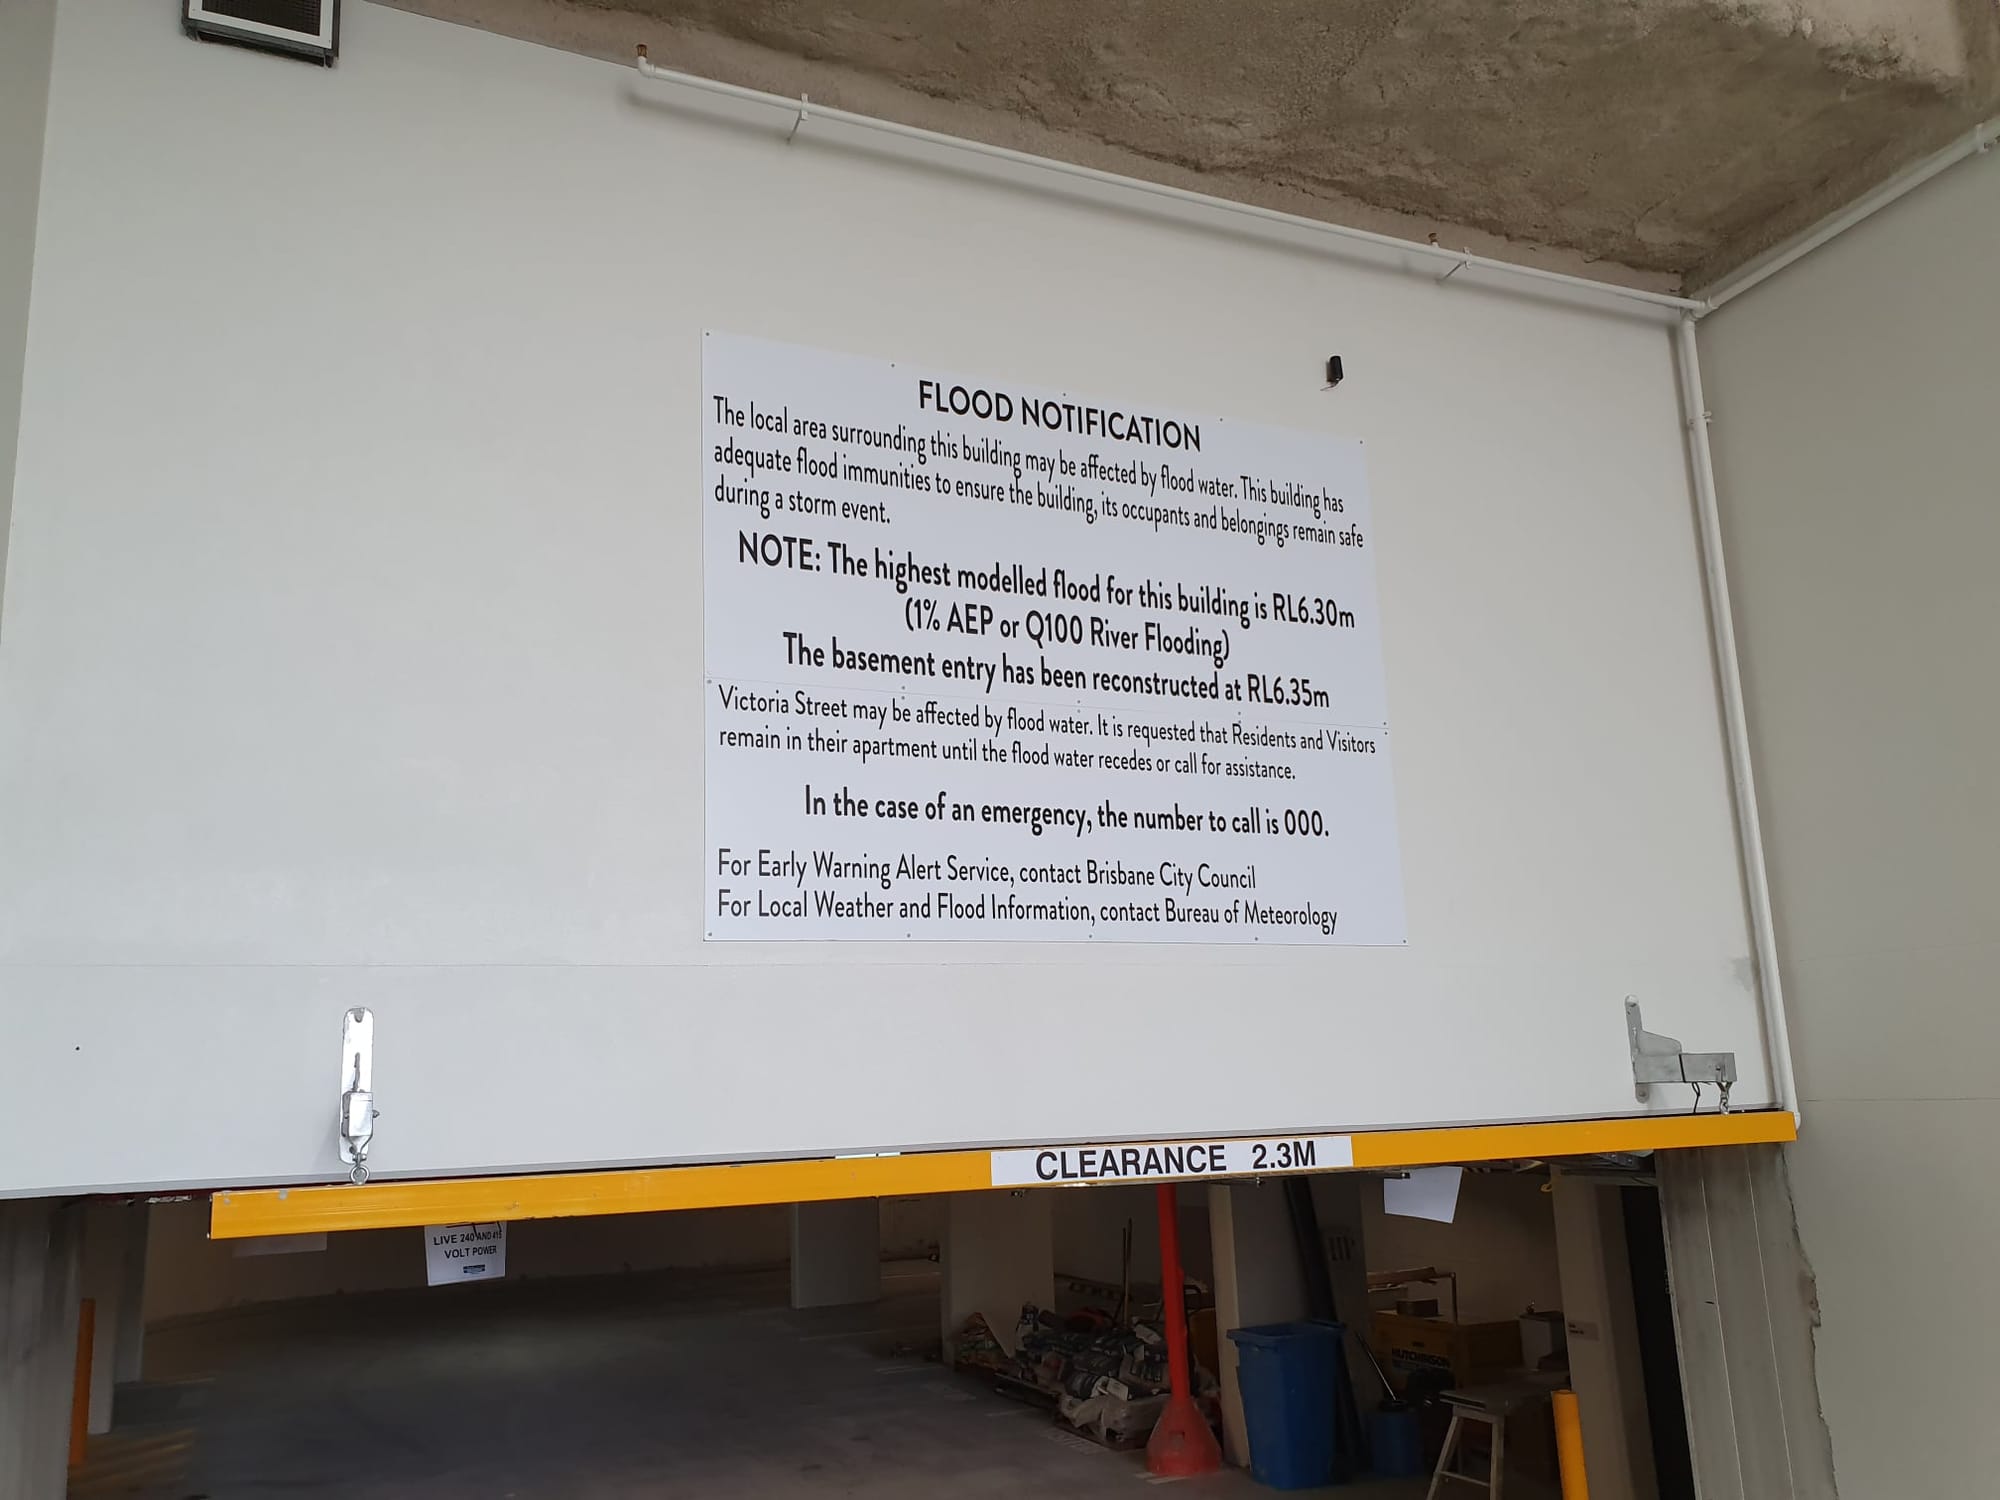 FLOOD NOTIFICATION
The local area surrounding this building may be affected by flood water. This building has
adequate flood immunities to ensure the building, its occupants and belongings remain safe
during a storm event.
NOTE: The highest modelled flood for this building is RL6.30m
(1% AEP or Q100 River Flooding)
The basement entry has been reconstructed at RL6.35m
Victoria Street may be affected by flood water. It is requested that Residents and Visitors
remain in their apartment until the flood water recedes or call for assistance.
In the case of an emergency, the number to call is 000.
For Early Warning Alert Service, contact Brisbane City Council
For Local Weather and Flood Information, contact Bureau of Meteorology
CLEARANCE 2.3M
LIVE 240 AND 415
VOLT POWER
HUTCHINSON